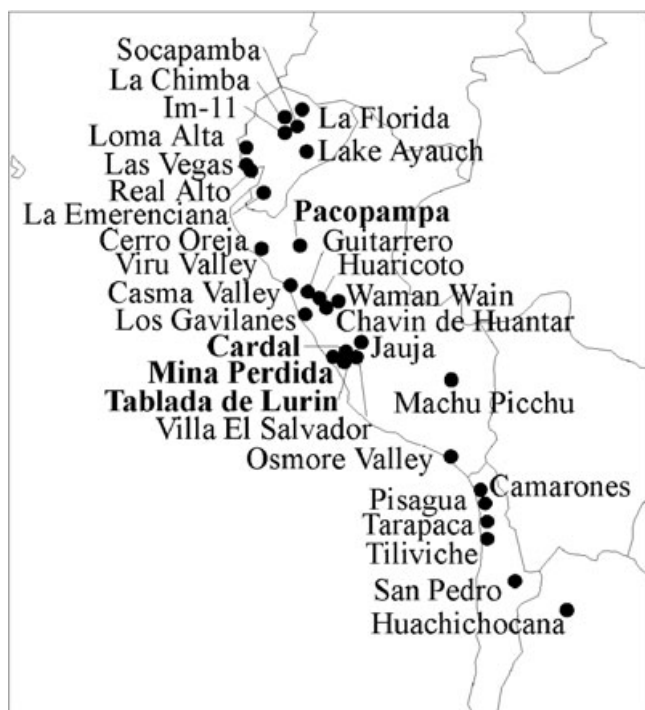 Socapamba
La Chimba
Im-11
La Florida
Loma Alta
Lake Ayauch
Las Vegas
Real Alto
La Emerenciana
Pacopampa
Cerro Oreja
Guitarrero
Viru Valley
Huaricoto
Casma Valley
Waman Wain
Los Gavilanes
Chavin de Huantar
Cardal
Jauja
Mina Perdida
Tablada de Lurin
Machu Picchu
Villa El Salvador
Osmore Valley
Camarones
Pisagua
Tarapaca
Tiliviche
San Pedro
Huachichocana